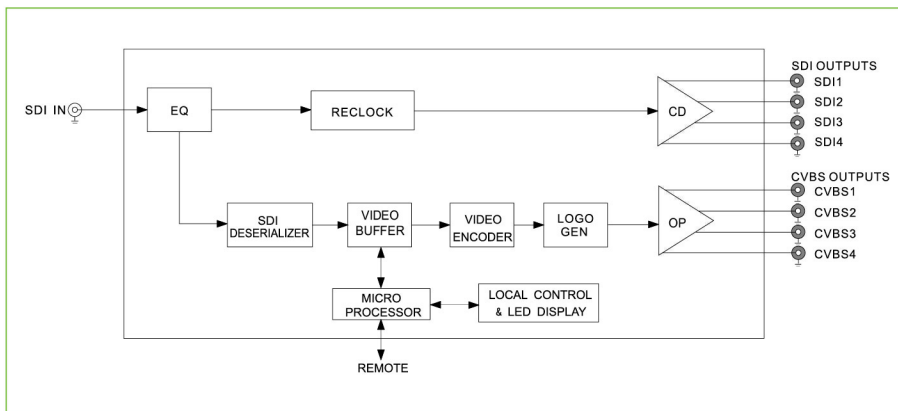 SDI OUTPUTS
SDI IN
EQ
RECLOCK
CD
SDI1
SDI2
SDI3
SDI4
CVBS OUTPUTS
SDI
DESERIALIZER
VIDEO
BUFFER
VIDEO
ENCODER
LOGO
GEN
OP
CVBS1
CVBS2
CVBS3
CVBS4
MICRO
PROCESSOR
LOCAL CONTROL
& LED DISPLAY
REMOTE